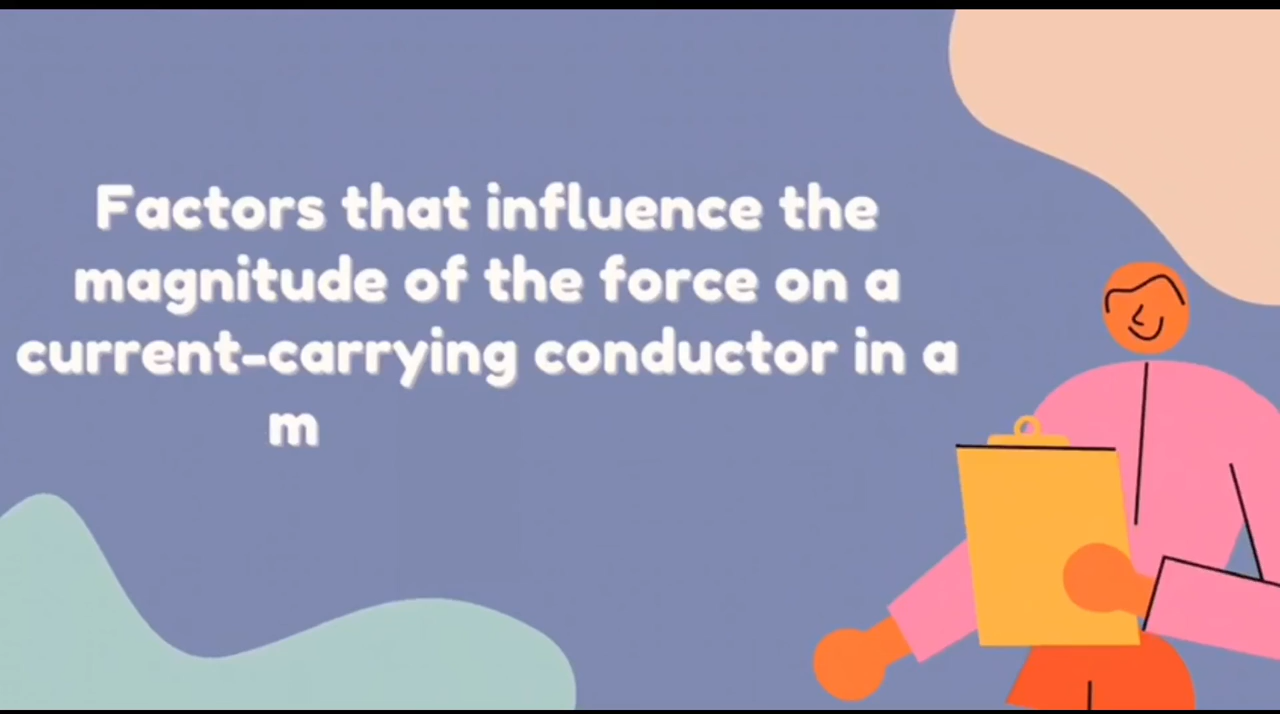 Factors that influence the
magnitude of the force on a
current-carrying conductor in a
m